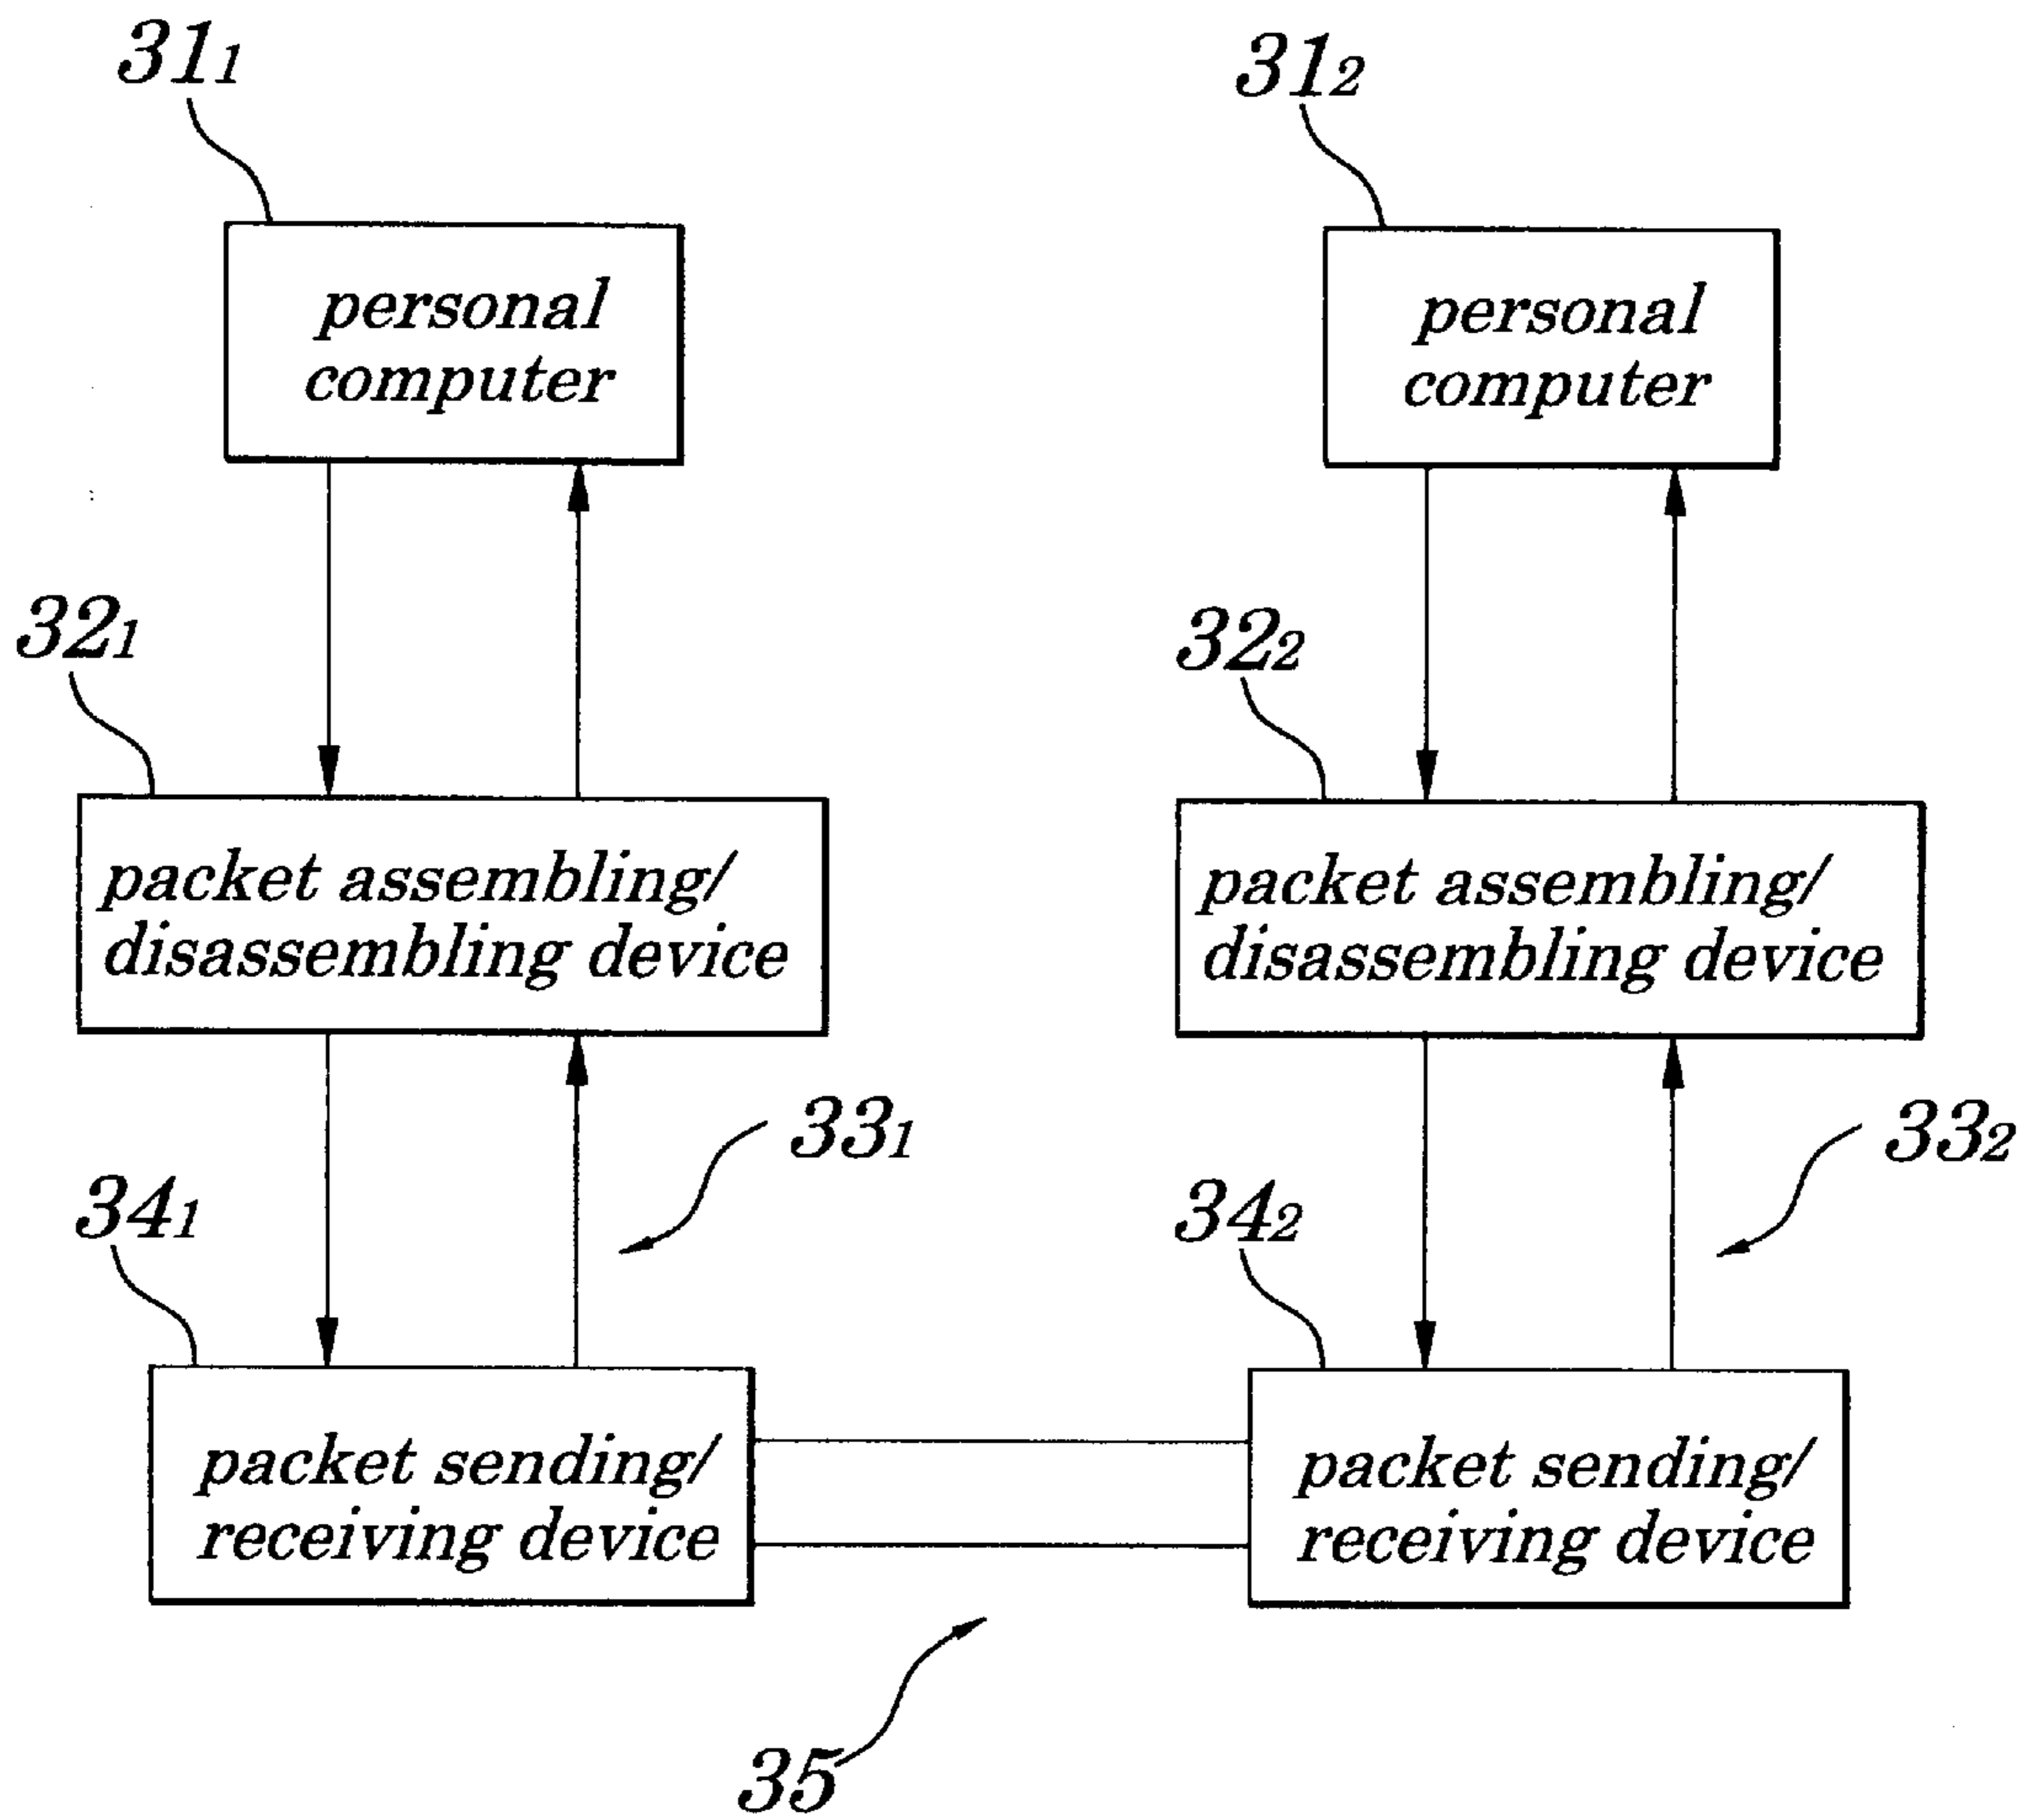 31₁
31₂
personal
computer
personal
computer
32₁
32₂
packet assembling/
disassembling device
packet assembling/
disassembling device
33₁
33₂
34₁
34₂
packet sending/
receiving device
packet sending/
receiving device
35